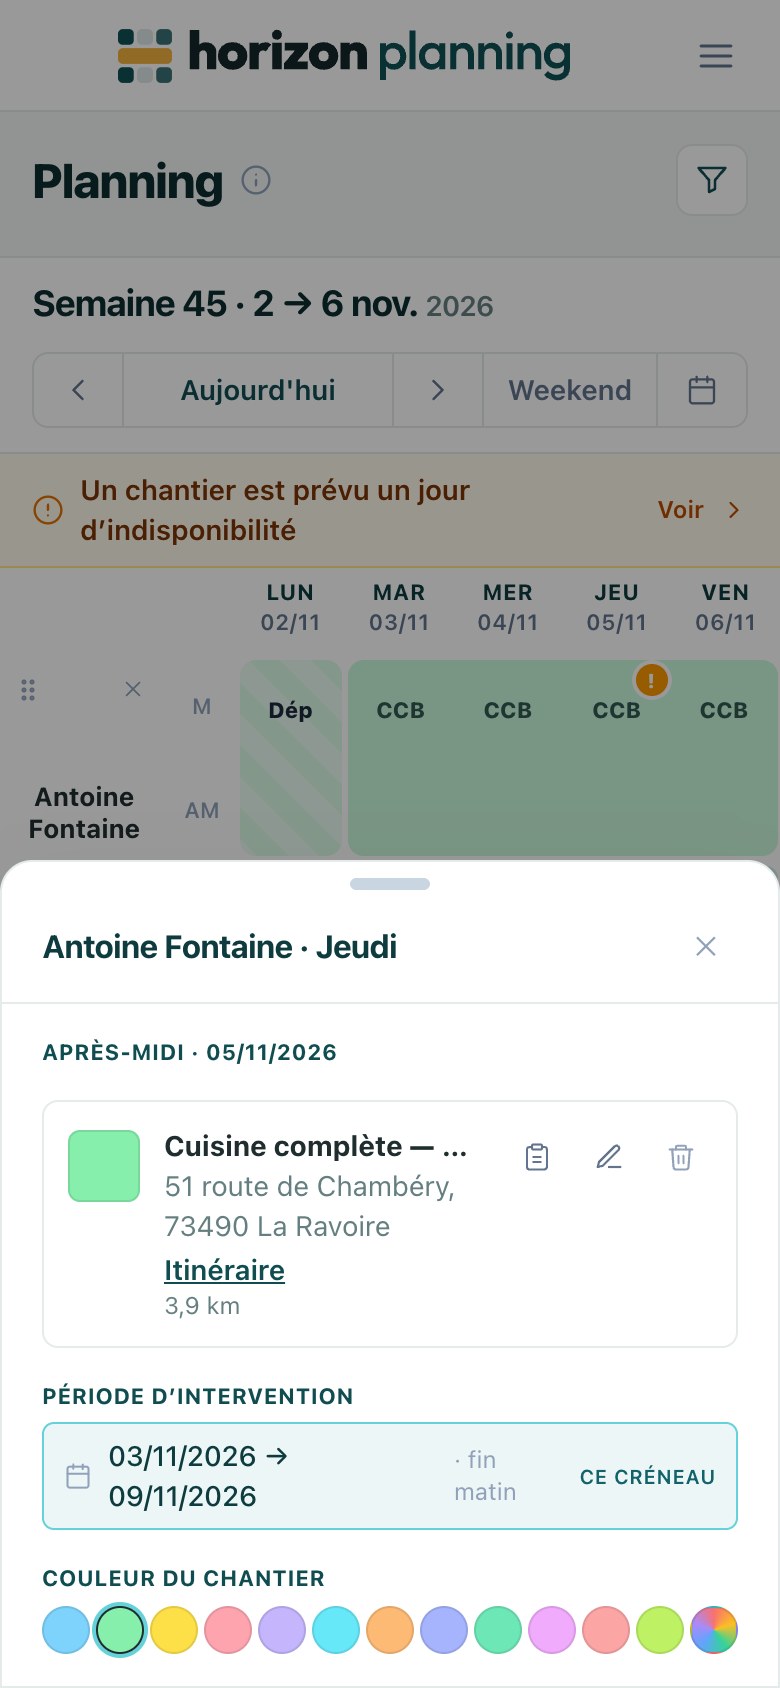 horizon planning
Planning
Semaine 45 · 2 → 6 nov. 2026
Aujourd'hui
Weekend
Un chantier est prévu un jour
d’indisponibilité
Voir
LUN MAR MER JEU VEN
02/11 03/11 04/11 05/11 06/11
M
Dép CCB CCB CCB CCB
!
Antoine
Fontaine
AM
Antoine Fontaine · Jeudi
APRÈS-MIDI · 05/11/2026
Cuisine complète — ...
51 route de Chambéry,
73490 La Ravoire
Itinéraire
3,9 km
PÉRIODE D’INTERVENTION
03/11/2026 →
09/11/2026
· fin
matin
CE CRÉNEAU
COULEUR DU CHANTIER